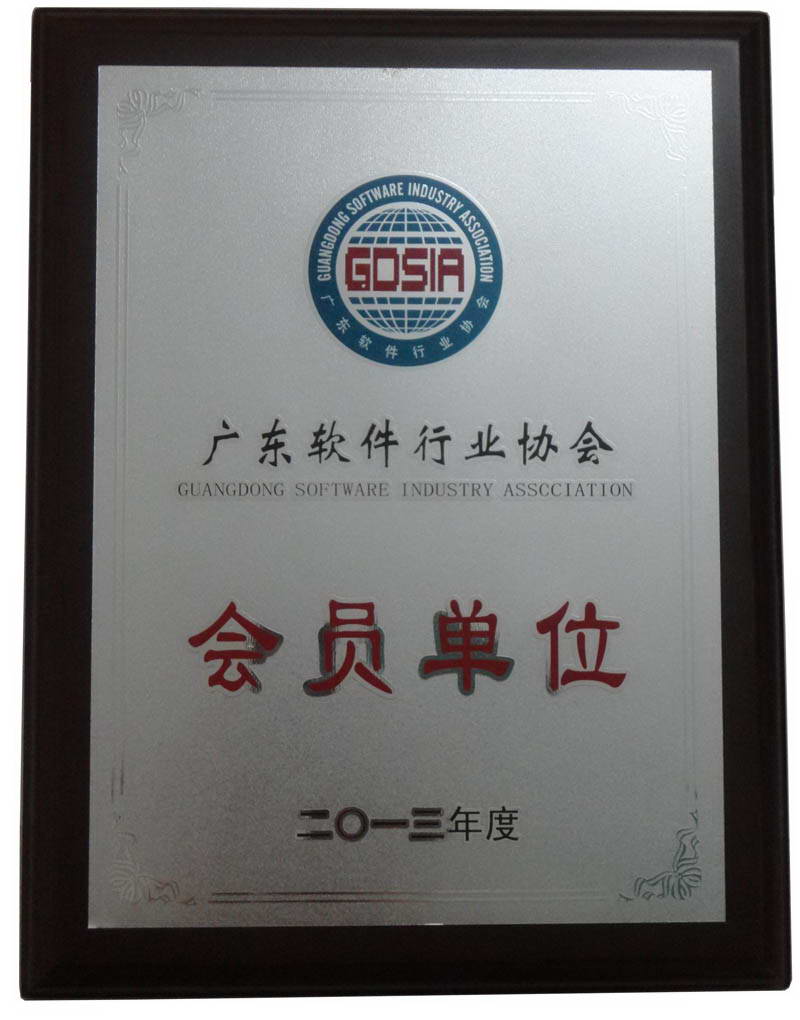 GUANGDONG SOFTWARE INDUSTRY ASSOCIATION
GDSIA
广东软件行业协会
广东软件行业协会
GUANGDONG SOFTWARE INDUSTRY ASSCCIATION
会员单位
二〇一三年度